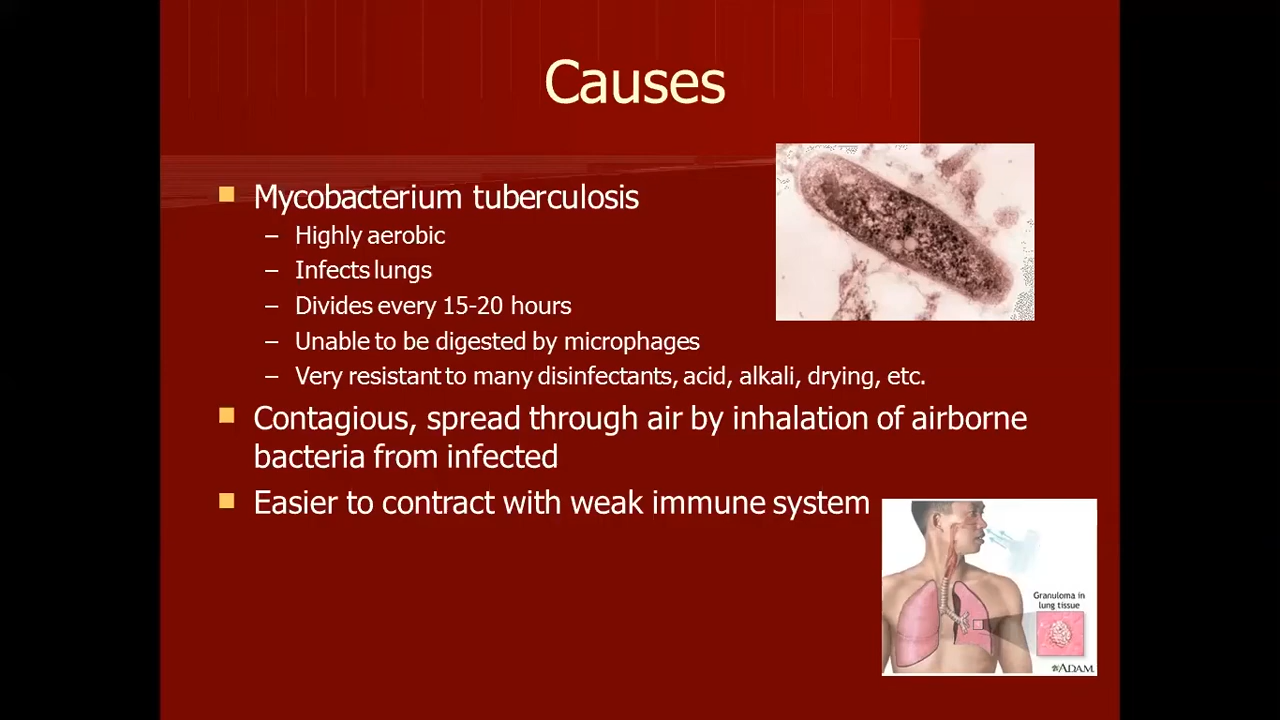 Causes
Mycobacterium tuberculosis
– Highly aerobic
– Infects lungs
– Divides every 15-20 hours
– Unable to be digested by microphages
– Very resistant to many disinfectants, acid, alkali, drying, etc.
Contagious, spread through air by inhalation of airborne
bacteria from infected
Easier to contract with weak immune system
Granuloma in
lung tissue
ADAM.